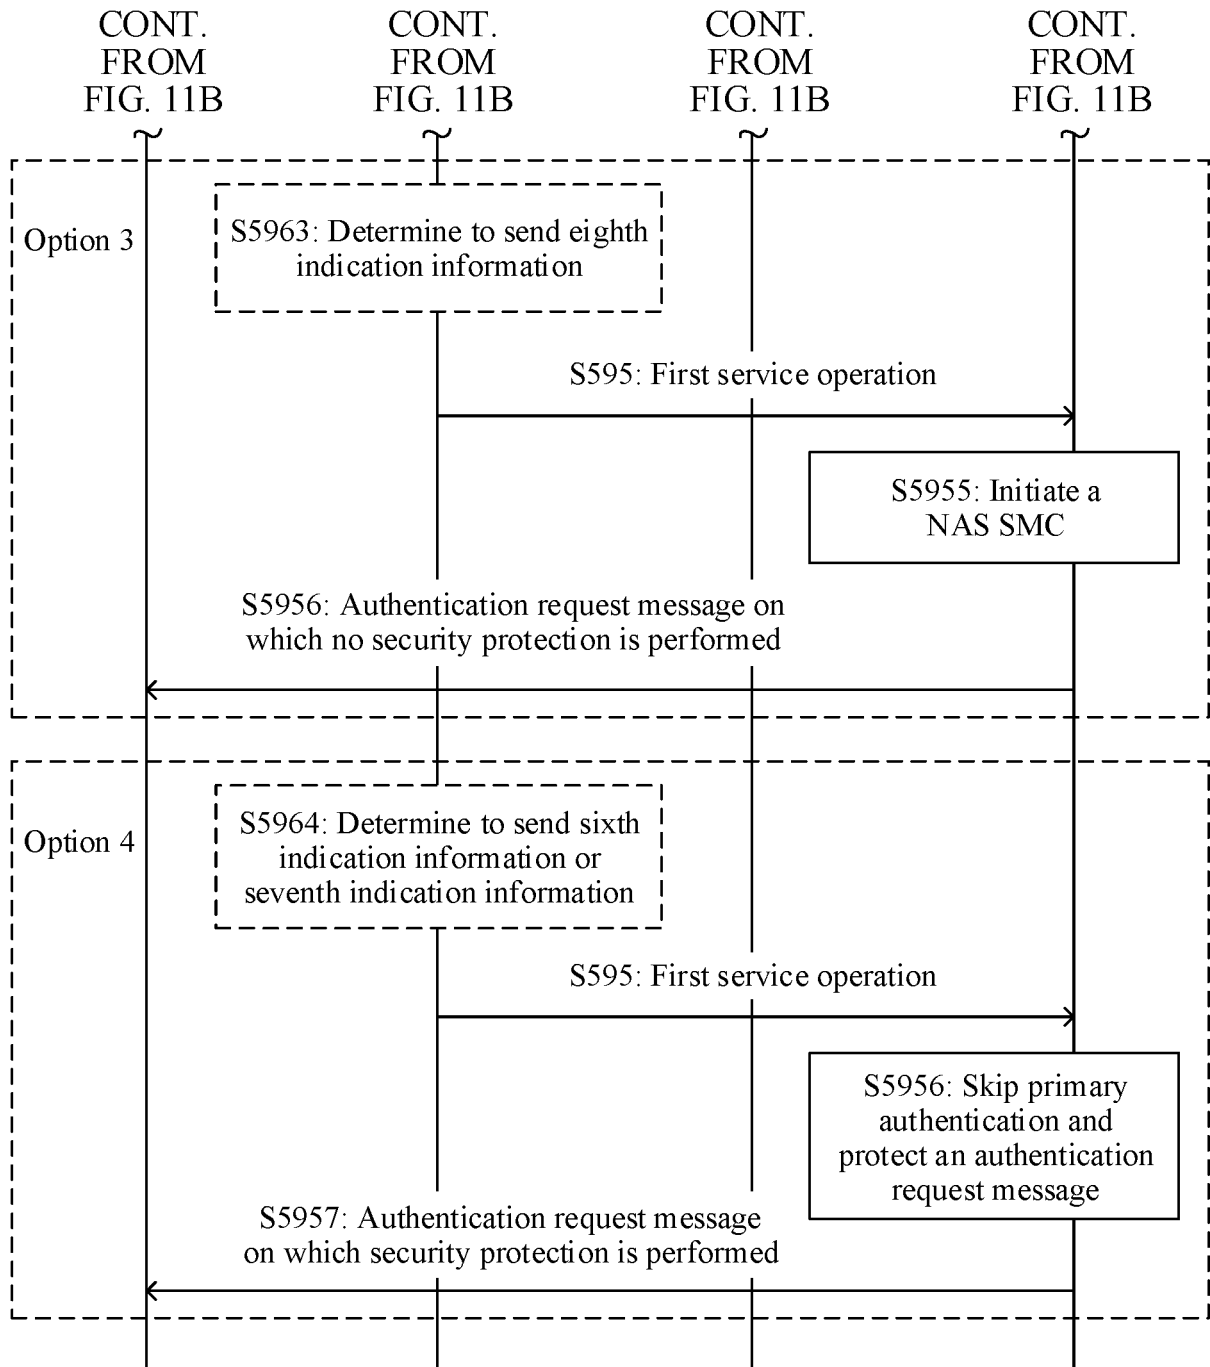 CONT.
FROM
FIG. 11B
CONT.
FROM
FIG. 11B
CONT.
FROM
FIG. 11B
CONT.
FROM
FIG. 11B
Option 3
S5963: Determine to send eighth
indication information
S595: First service operation
S5955: Initiate a
NAS SMC
S5956: Authentication request message on
which no security protection is performed
Option 4
S5964: Determine to send sixth
indication information or
seventh indication information
S595: First service operation
S5956: Skip primary
authentication and
protect an authentication
request message
S5957: Authentication request message
on which security protection is performed